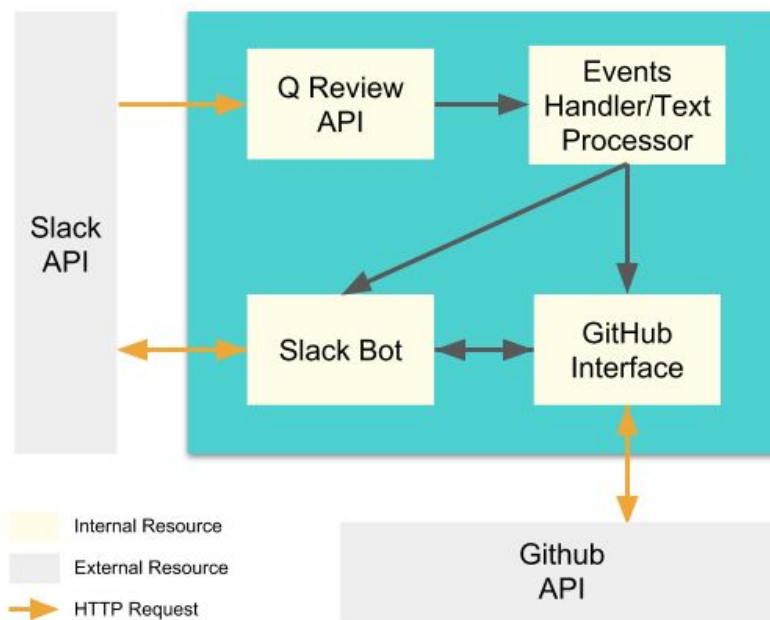 Slack
API
Q Review
API
Events
Handler/Text
Processor
Slack Bot
GitHub
Interface
Github
API
Internal Resource
External Resource
HTTP Request